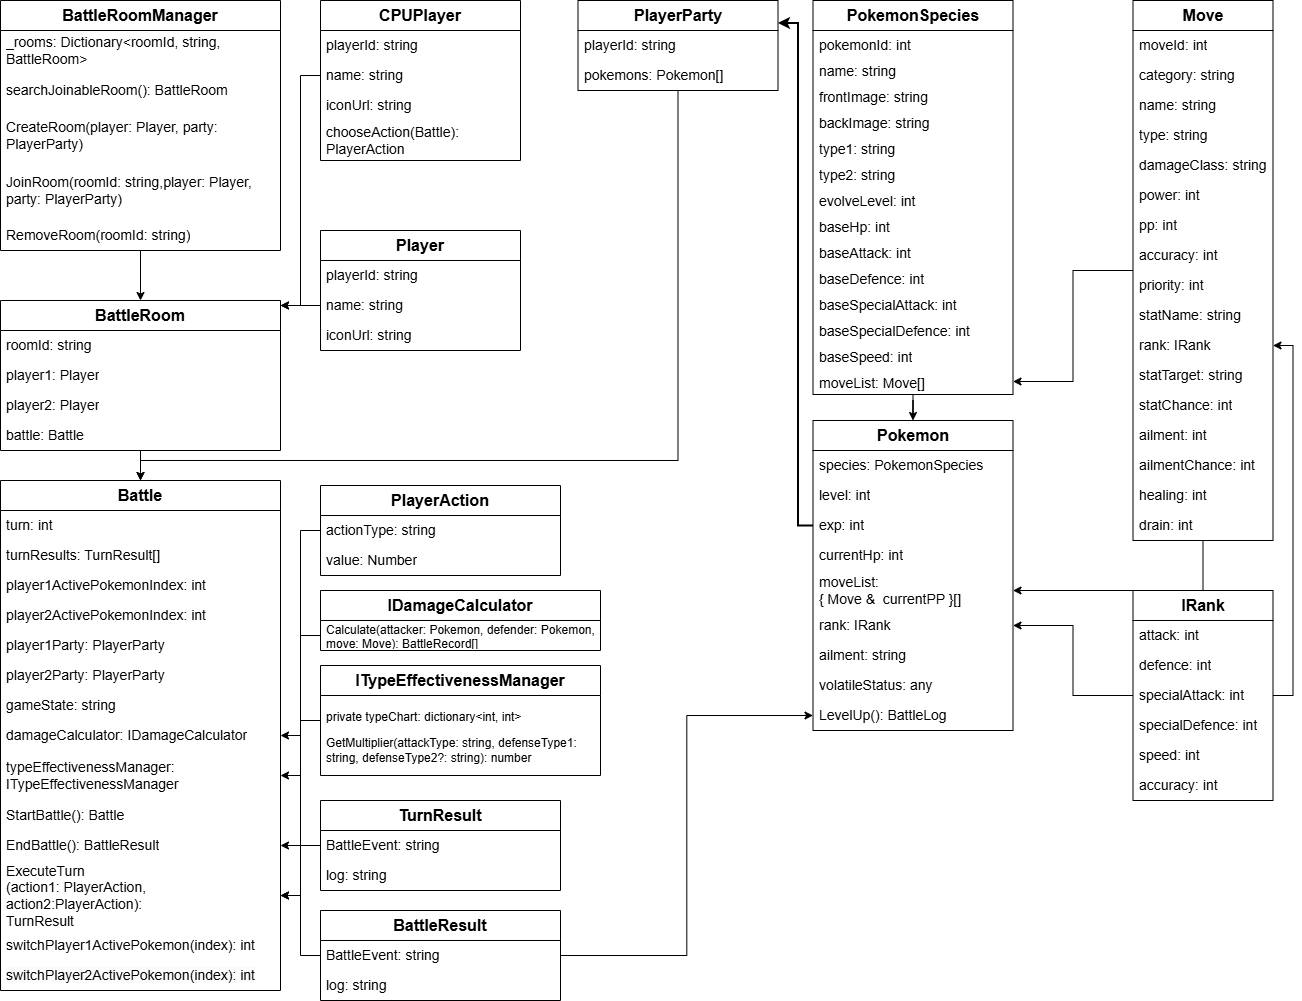 BattleRoomManager
_rooms: Dictionary<roomId, string,
BattleRoom>
searchJoinableRoom(): BattleRoom
CreateRoom(player: Player, party:
PlayerParty)
JoinRoom(roomId: string,player: Player,
party: PlayerParty)
RemoveRoom(roomId: string)
BattleRoom
roomId: string
player1: Player
player2: Player
battle: Battle
Battle
turn: int
turnResults: TurnResult[]
player1ActivePokemonIndex: int
player2ActivePokemonIndex: int
player1Party: PlayerParty
player2Party: PlayerParty
gameState: string
damageCalculator: IDamageCalculator
typeEffectivenessManager:
ITypeEffectivenessManager
StartBattle(): Battle
EndBattle(): BattleResult
ExecuteTurn
(action1: PlayerAction,
action2:PlayerAction):
TurnResult
switchPlayer1ActivePokemon(index): int
switchPlayer2ActivePokemon(index): int
CPUPlayer
playerId: string
name: string
iconUrl: string
chooseAction(Battle):
PlayerAction
Player
playerId: string
name: string
iconUrl: string
PlayerAction
actionType: string
value: Number
IDamageCalculator
Calculate(attacker: Pokemon, defender: Pokemon,
move: Move): BattleRecord[]
ITypeEffectivenessManager
private typeChart: dictionary<int, int>
GetMultiplier(attackType: string, defenseType1:
string, defenseType2?: string): number
TurnResult
BattleEvent: string
log: string
BattleResult
BattleEvent: string
log: string
PlayerParty
playerId: string
pokemons: Pokemon[]
PokemonSpecies
pokemonId: int
name: string
frontImage: string
backImage: string
type1: string
type2: string
evolveLevel: int
baseHp: int
baseAttack: int
baseDefence: int
baseSpecialAttack: int
baseSpecialDefence: int
baseSpeed: int
moveList: Move[]
Pokemon
species: PokemonSpecies
level: int
exp: int
currentHp: int
moveList:
{ Move &  currentPP }[]
rank: IRank
ailment: string
volatileStatus: any
LevelUp(): BattleLog
Move
moveId: int
category: string
name: string
type: string
damageClass: string
power: int
pp: int
accuracy: int
priority: int
statName: string
rank: IRank
statTarget: string
statChance: int
ailment: int
ailmentChance: int
healing: int
drain: int
IRank
attack: int
defence: int
specialAttack: int
specialDefence: int
speed: int
accuracy: int